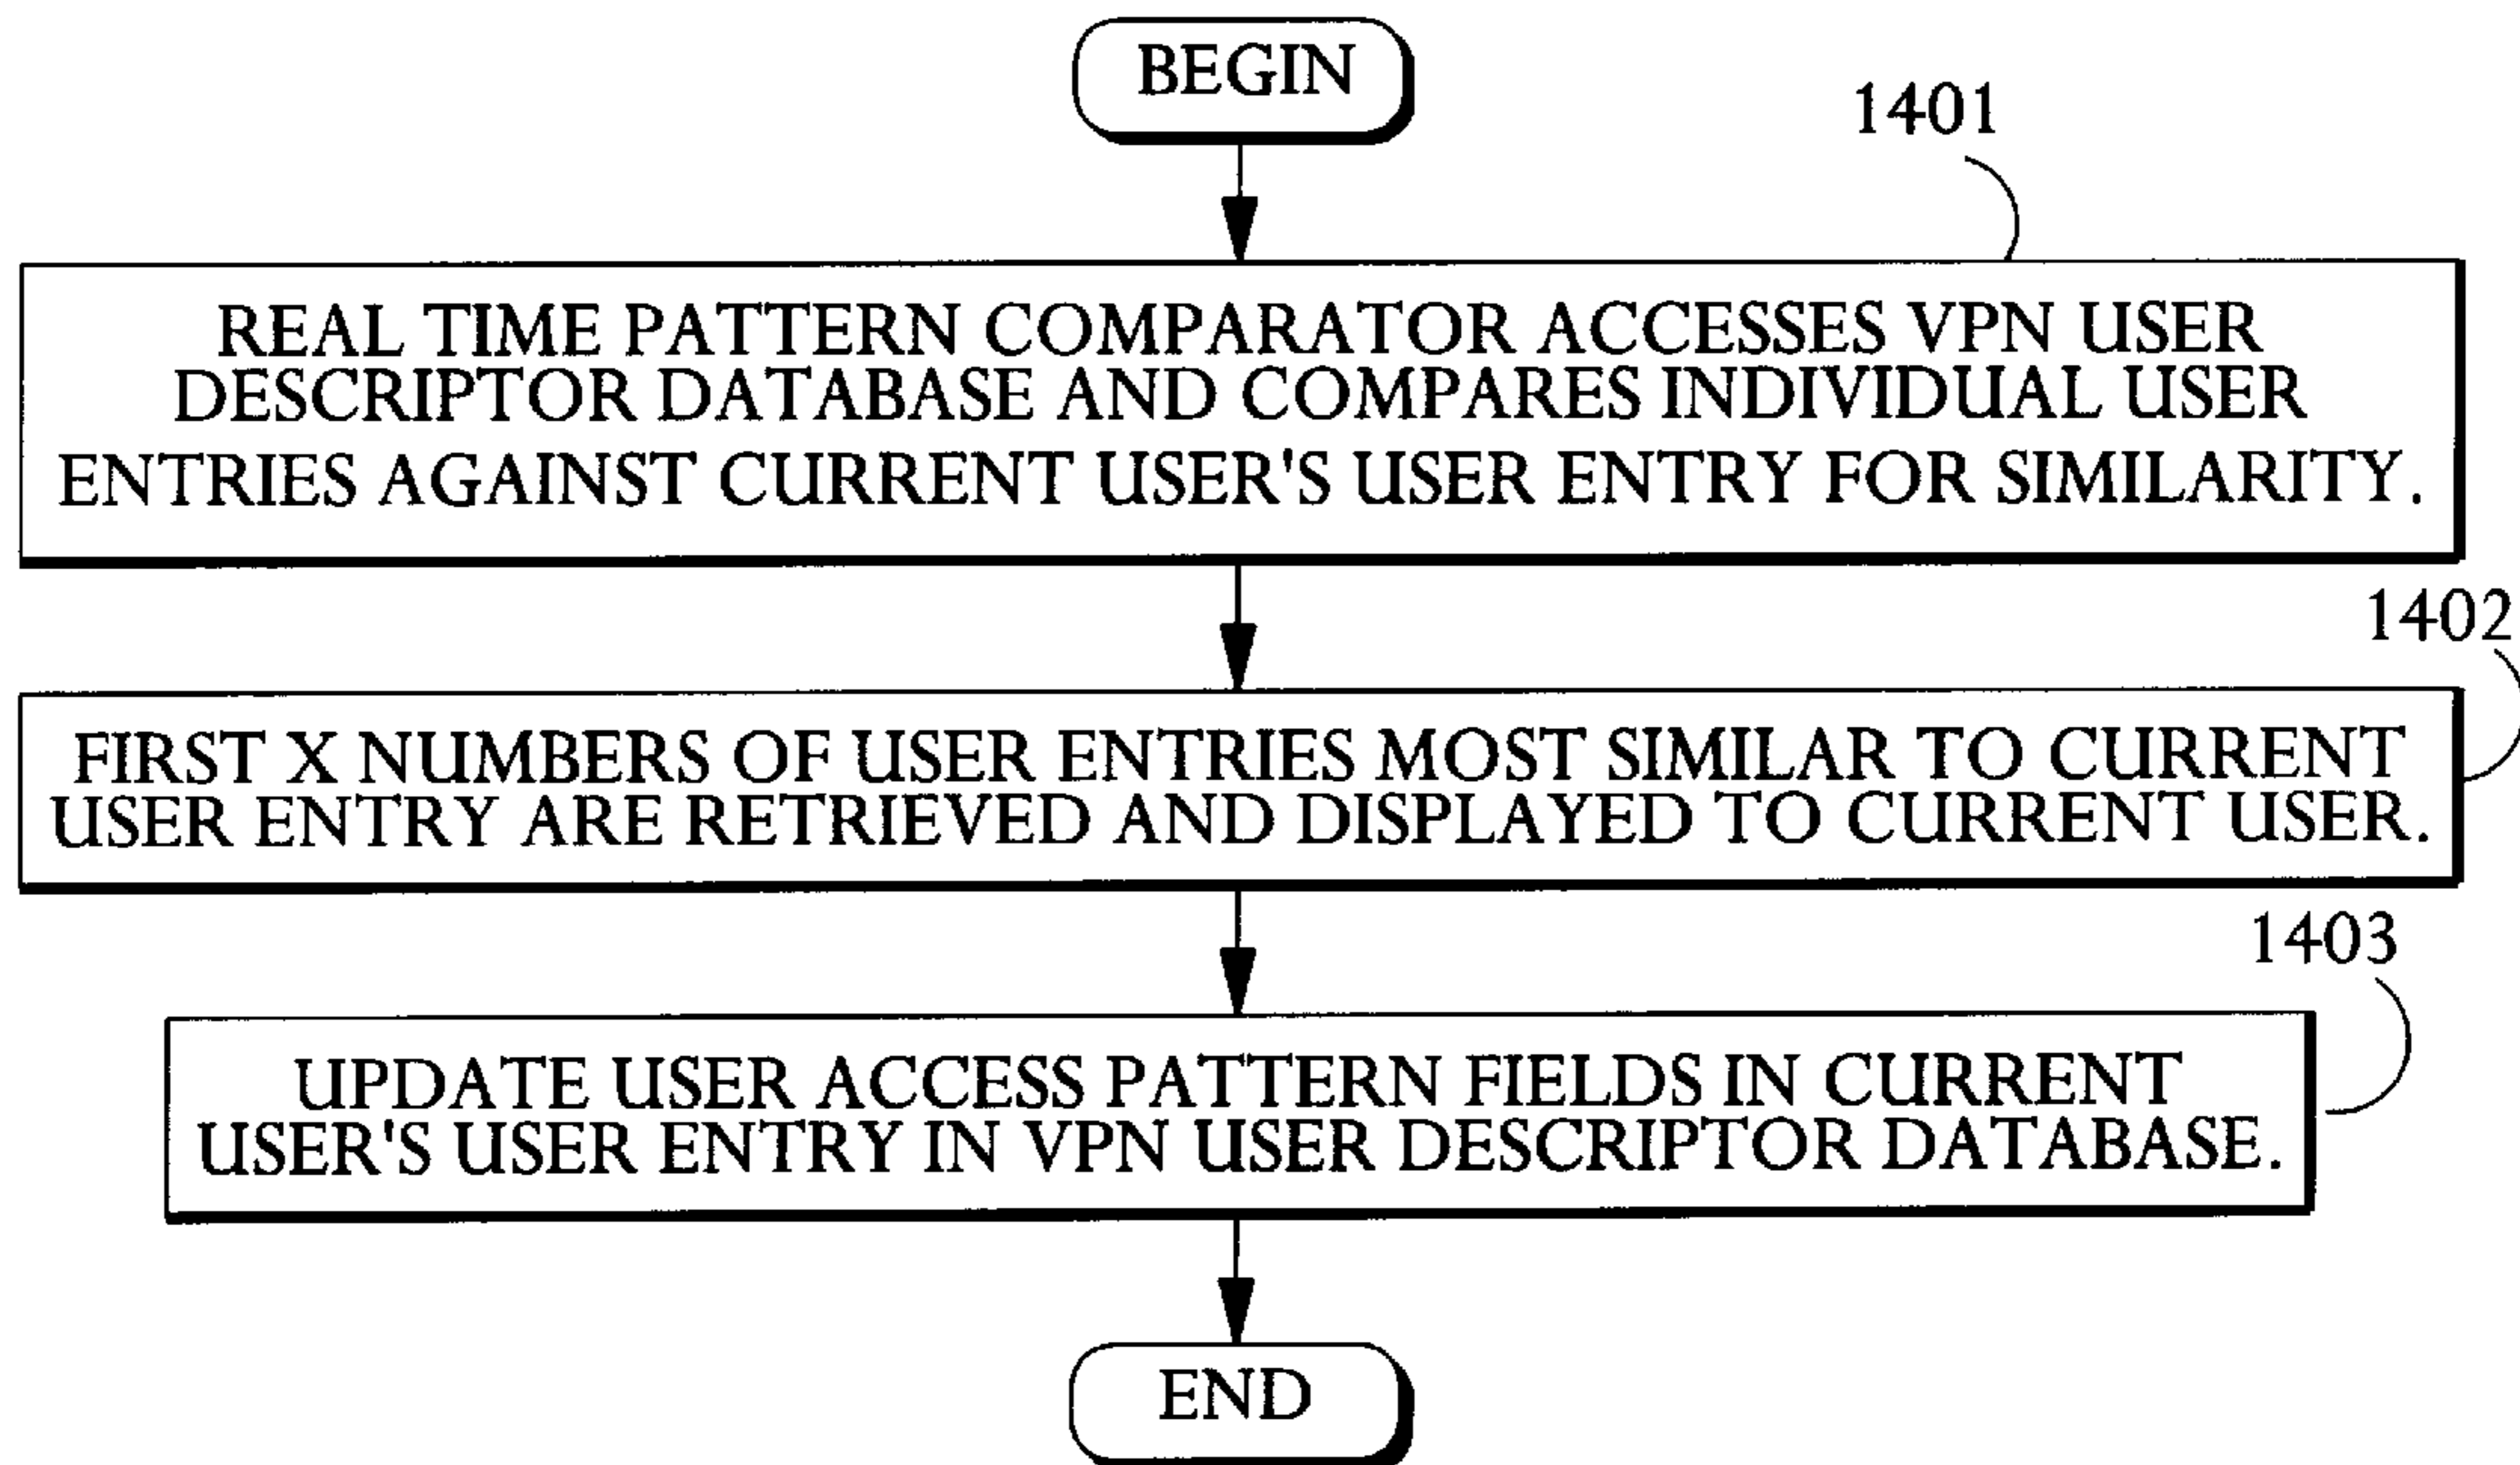 BEGIN
1401
REAL TIME PATTERN COMPARATOR ACCESSES VPN USER
DESCRIPTOR DATABASE AND COMPARES INDIVIDUAL USER
ENTRIES AGAINST CURRENT USER'S USER ENTRY FOR SIMILARITY.
1402
FIRST X NUMBERS OF USER ENTRIES MOST SIMILAR TO CURRENT
USER ENTRY ARE RETRIEVED AND DISPLAYED TO CURRENT USER.
1403
UPDATE USER ACCESS PATTERN FIELDS IN CURRENT
USER'S USER ENTRY IN VPN USER DESCRIPTOR DATABASE.
END